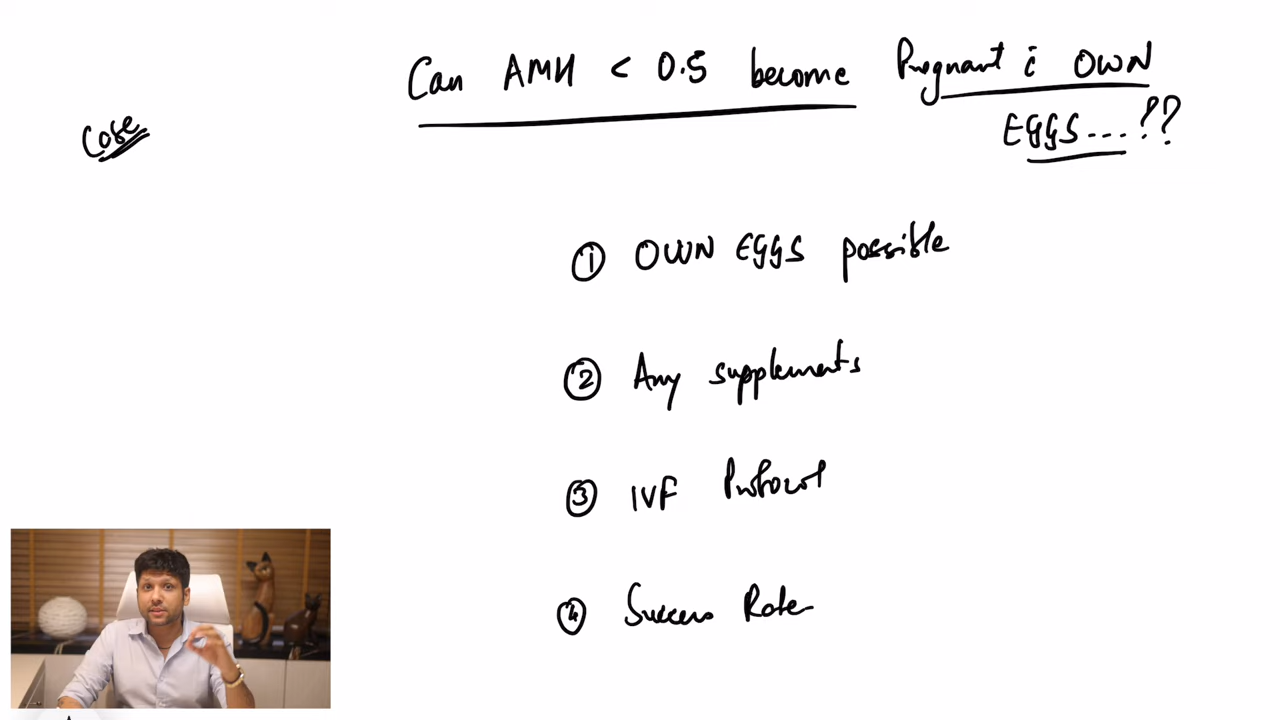 Can AMH < 0.5 become Pregnant c̄ OWN
EGGS...??
Case
① OWN EGGS possible
② Any supplements
③ IVF Protocol
④ Success Rate